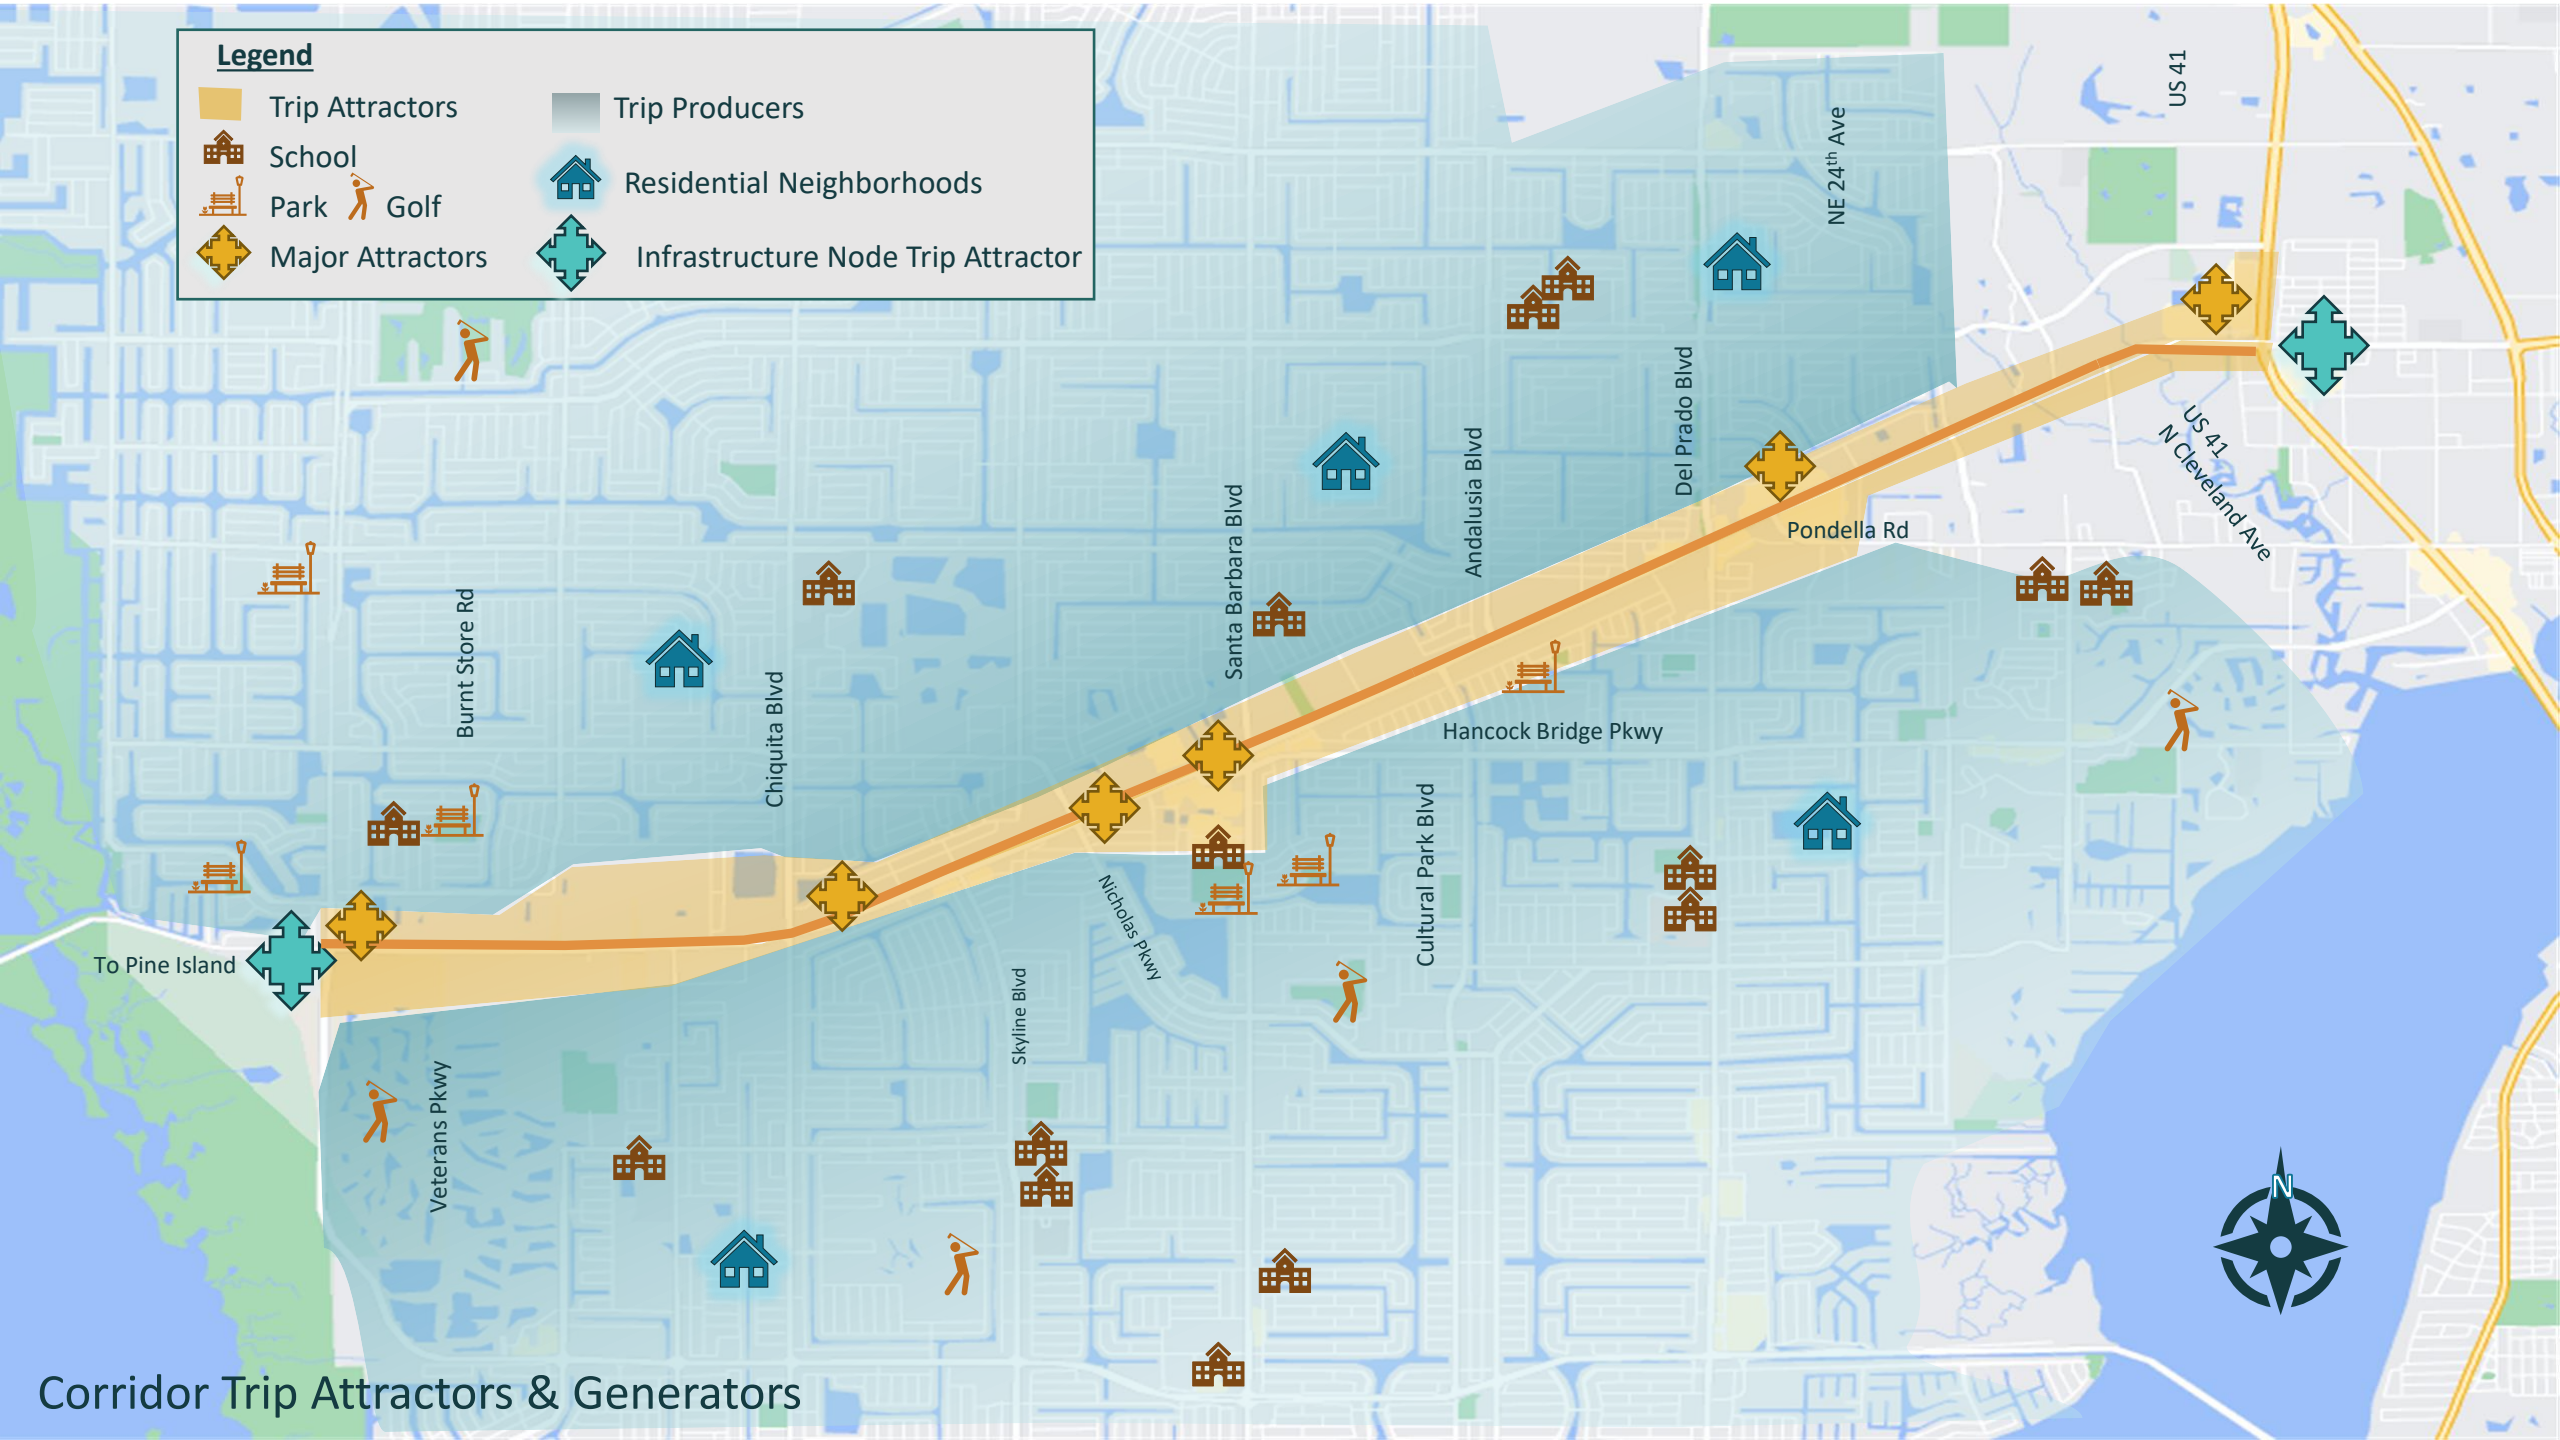 Legend
Trip Attractors
Trip Producers
School
Residential Neighborhoods
Park
Golf
Major Attractors
Infrastructure Node Trip Attractor
US 41
NE 24th Ave
Del Prado Blvd
Andalusia Blvd
Santa Barbara Blvd
US 41
N Cleveland Ave
Pondella Rd
Burnt Store Rd
Chiquita Blvd
Hancock Bridge Pkwy
Cultural Park Blvd
Nicholas Pkwy
To Pine Island
Skyline Blvd
Veterans Pkwy
N
Corridor Trip Attractors & Generators